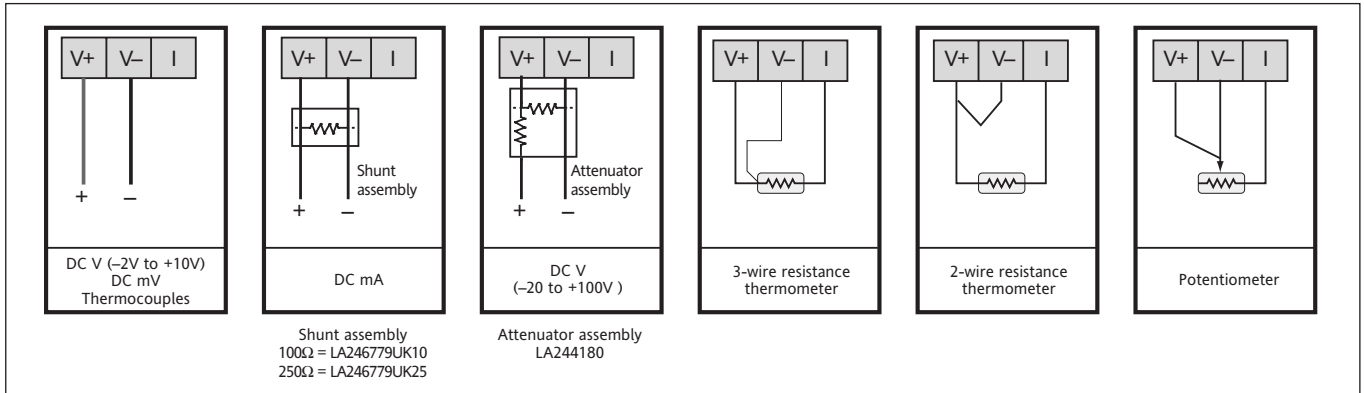 V+ V– I
+ –
DC V (–2V to +10V)
DC mV
Thermocouples
V+ V– I
Shunt
assembly
+ –
DC mA
Shunt assembly
100Ω = LA246779UK10
250Ω = LA246779UK25
V+ V– I
Attenuator
assembly
+ –
DC V
(–20 to +100V )
Attenuator assembly
LA244180
V+ V– I
3-wire resistance
thermometer
V+ V– I
2-wire resistance
thermometer
V+ V– I
Potentiometer